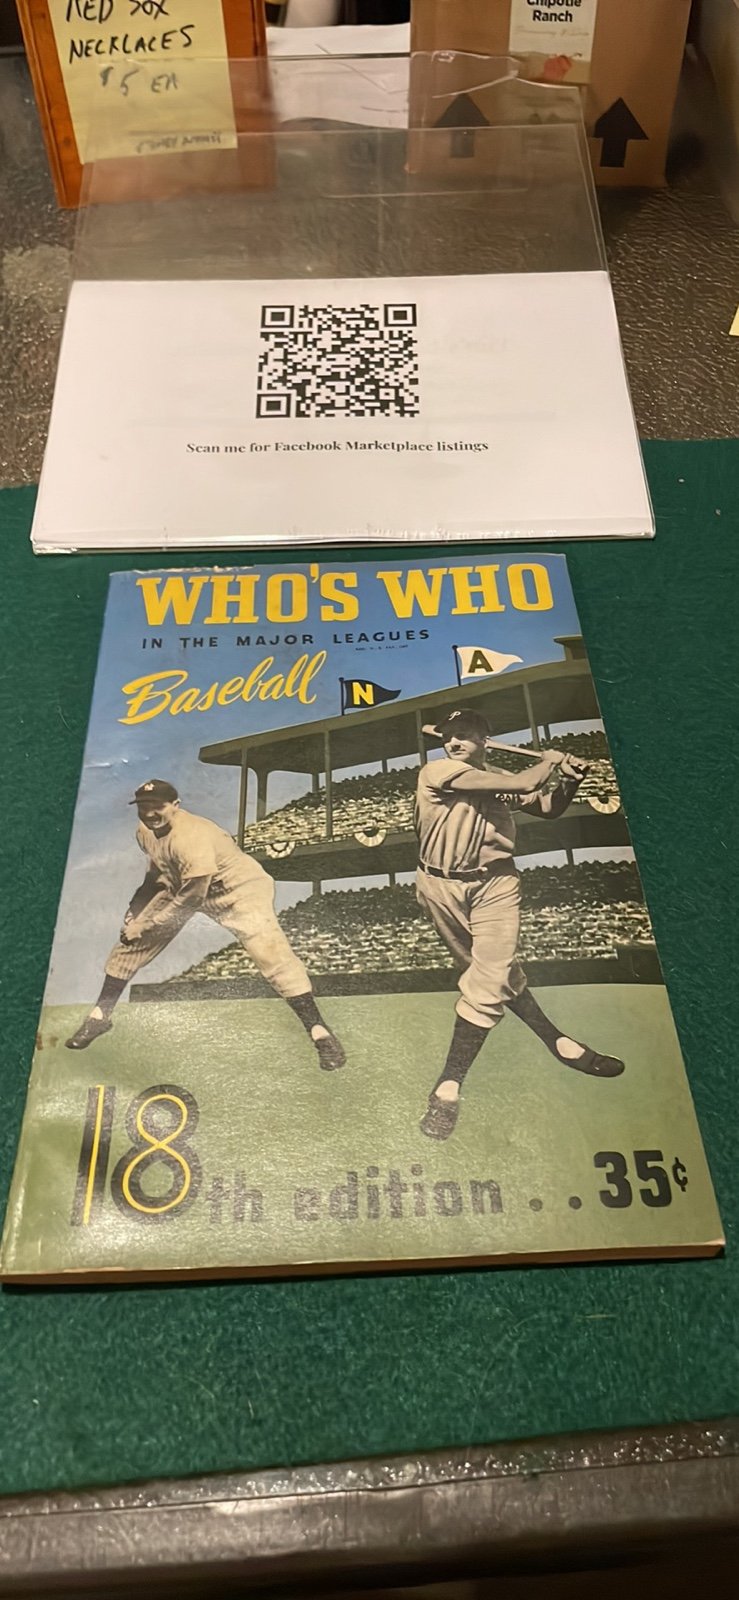 RED SOX
NECKLACES
$5 EA
Chipotle
Ranch
Scan me for Facebook Marketplace listings
WHO'S WHO
IN THE MAJOR LEAGUES
Baseball
N
A
P
18th edition . . 35¢